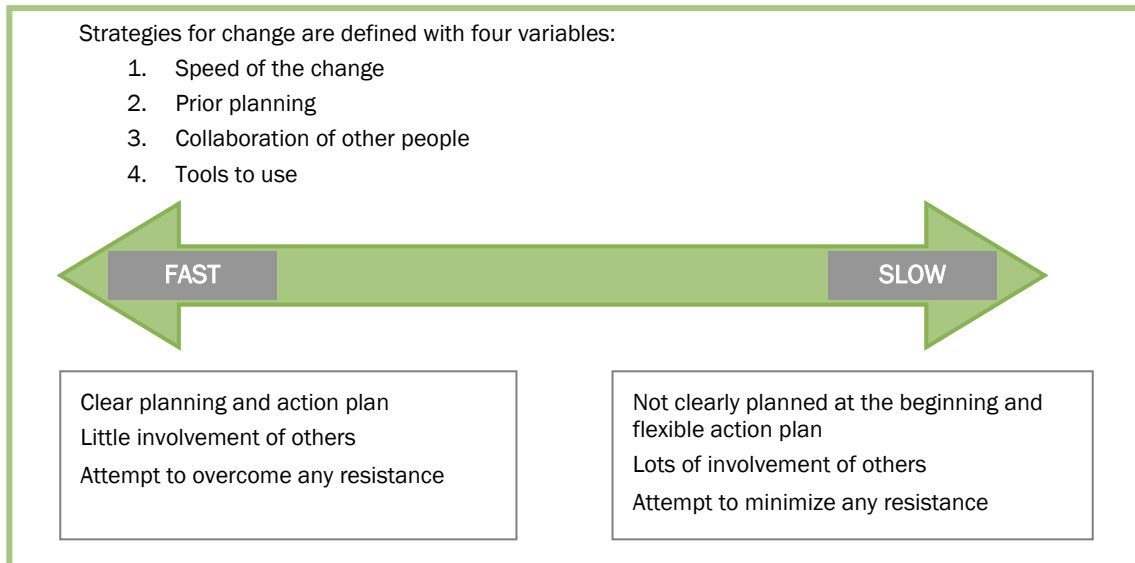 Strategies for change are defined with four variables:
1. Speed of the change
2. Prior planning
3. Collaboration of other people
4. Tools to use
FAST
SLOW
Clear planning and action plan
Little involvement of others
Attempt to overcome any resistance
Not clearly planned at the beginning and
flexible action plan
Lots of involvement of others
Attempt to minimize any resistance